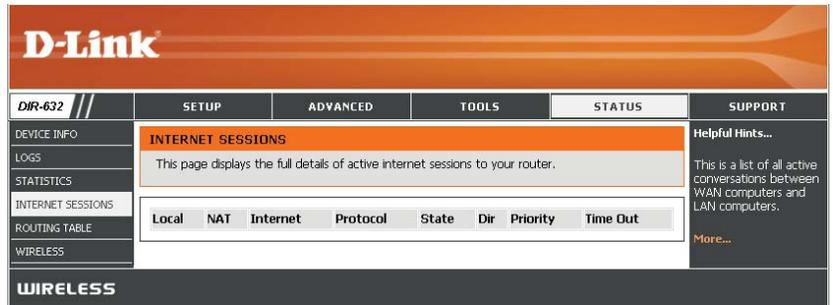 D-Link
DIR-632 // SETUP ADVANCED TOOLS STATUS SUPPORT
DEVICE INFO
LOGS
STATISTICS
INTERNET SESSIONS
ROUTING TABLE
WIRELESS
INTERNET SESSIONS
This page displays the full details of active internet sessions to your router.
Local NAT Internet Protocol State Dir Priority Time Out
Helpful Hints...
This is a list of all active
conversations between
WAN computers and
LAN computers.
More...
WIRELESS